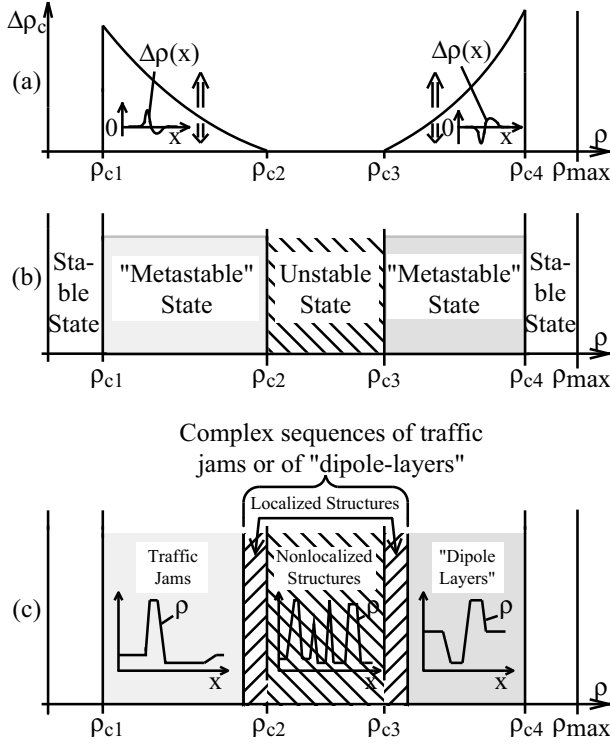 Δρc
(a)
Δρ(x)
Δρ(x)
0
x
0
x
ρ
ρc1
ρc2
ρc3
ρc4
ρmax
(b)
Sta-
ble
State
"Metastable"
State
Unstable
State
"Metastable"
State
Sta-
ble
State
ρ
ρc1
ρc2
ρc3
ρc4
ρmax
Complex sequences of traffic
jams or of "dipole-layers"
Localized Structures
(c)
Traffic
Jams
Nonlocalized
Structures
"Dipole
Layers"
ρ
x
ρ
x
ρ
x
ρ
ρc1
ρc2
ρc3
ρc4
ρmax